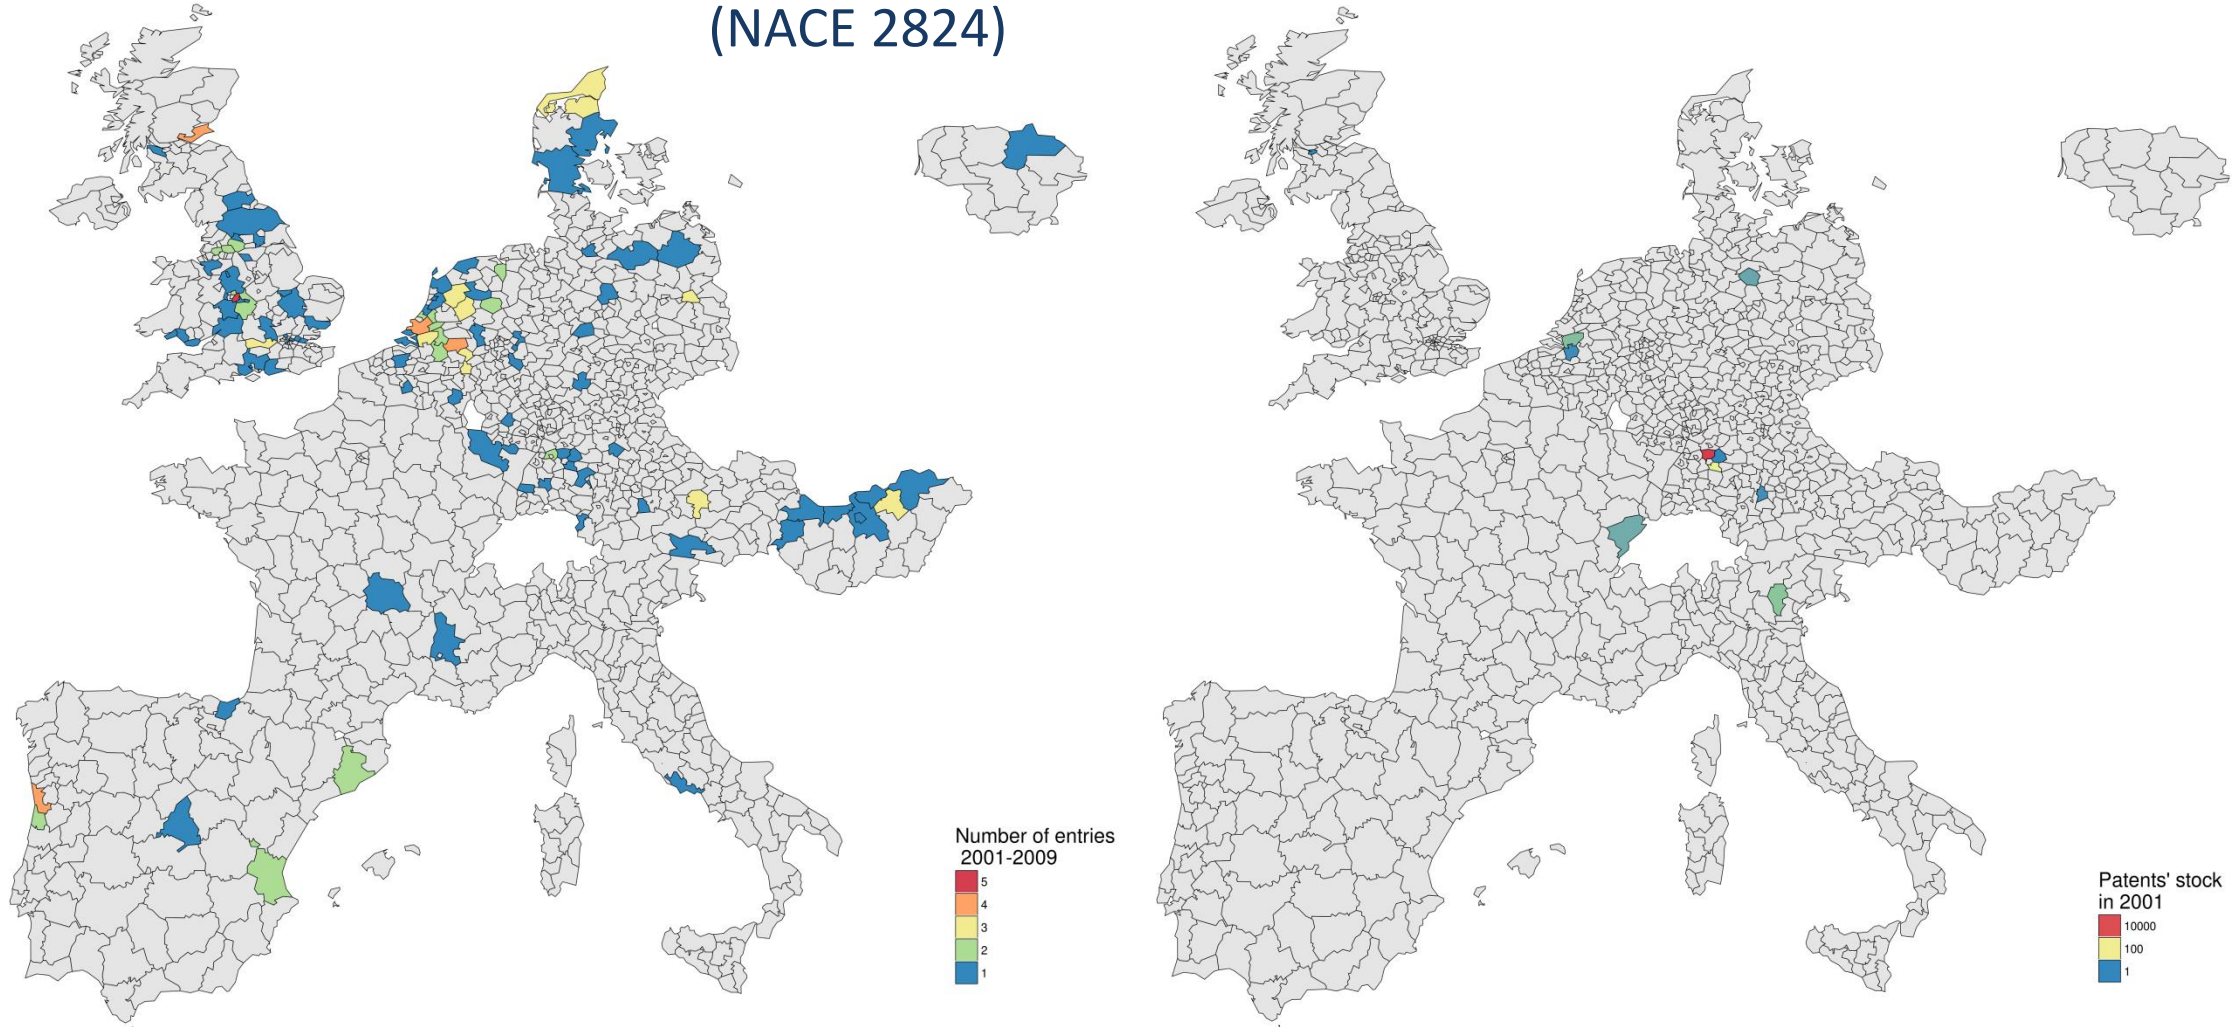 (NACE 2824)
Number of entries
2001-2009
5
4
3
2
1
Patents' stock
in 2001
10000
100
1